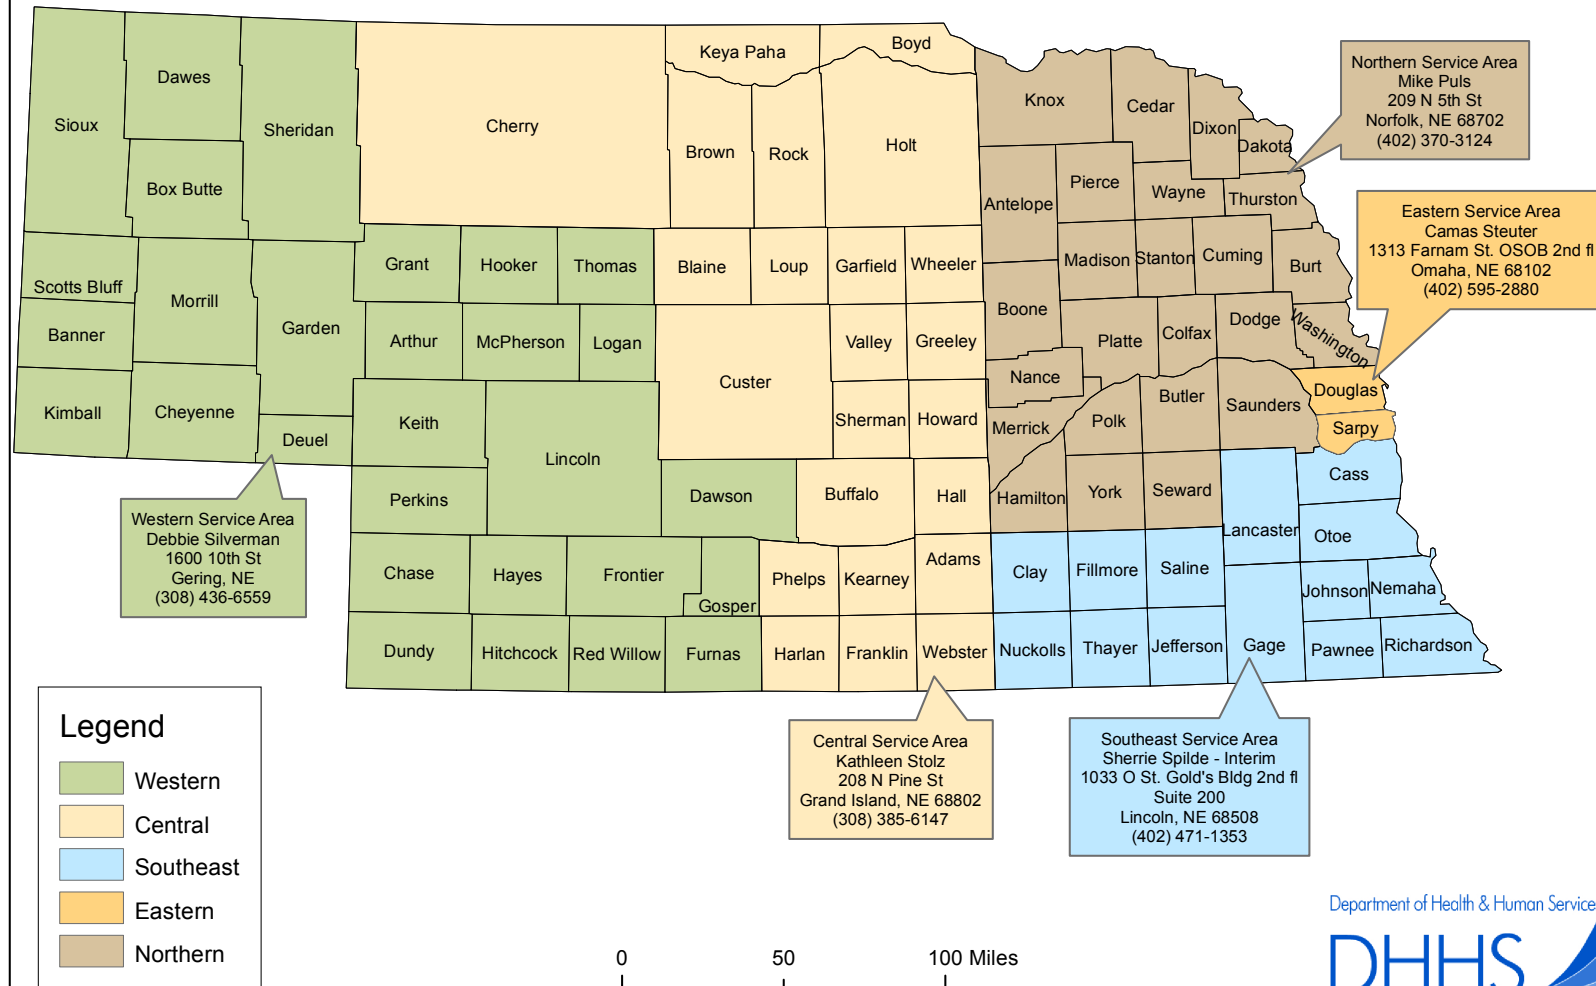 Keya Paha
Boyd
Dawes
Knox
Cedar
Sioux
Sheridan
Cherry
Brown
Rock
Holt
Dixon
Dakota
Box Butte
Antelope
Pierce
Wayne
Thurston
Northern Service Area
Mike Puls
209 N 5th St
Norfolk, NE 68702
(402) 370-3124
Eastern Service Area
Camas Steuter
1313 Farnam St. OSOB 2nd fl
Omaha, NE 68102
(402) 595-2880
Scotts Bluff
Morrill
Garden
Grant
Hooker
Thomas
Blaine
Loup
Garfield
Wheeler
Madison
Stanton
Cuming
Burt
Banner
Arthur
McPherson
Logan
Custer
Valley
Greeley
Boone
Platte
Colfax
Dodge
Washington
Kimball
Cheyenne
Deuel
Keith
Lincoln
Sherman
Howard
Nance
Merrick
Polk
Butler
Saunders
Douglas
Sarpy
Perkins
Dawson
Buffalo
Hall
Hamilton
York
Seward
Lancaster
Cass
Otoe
Western Service Area
Debbie Silverman
1600 10th St
Gering, NE
(308) 436-6559
Chase
Hayes
Frontier
Gosper
Phelps
Kearney
Adams
Clay
Fillmore
Saline
Johnson
Nemaha
Dundy
Hitchcock
Red Willow
Furnas
Harlan
Franklin
Webster
Nuckolls
Thayer
Jefferson
Gage
Pawnee
Richardson
Central Service Area
Kathleen Stolz
208 N Pine St
Grand Island, NE 68802
(308) 385-6147
Southeast Service Area
Sherrie Spilde - Interim
1033 O St. Gold's Bldg 2nd fl
Suite 200
Lincoln, NE 68508
(402) 471-1353
Legend
Western
Central
Southeast
Eastern
Northern
0 50 100 Miles
Department of Health & Human Service
DHHS